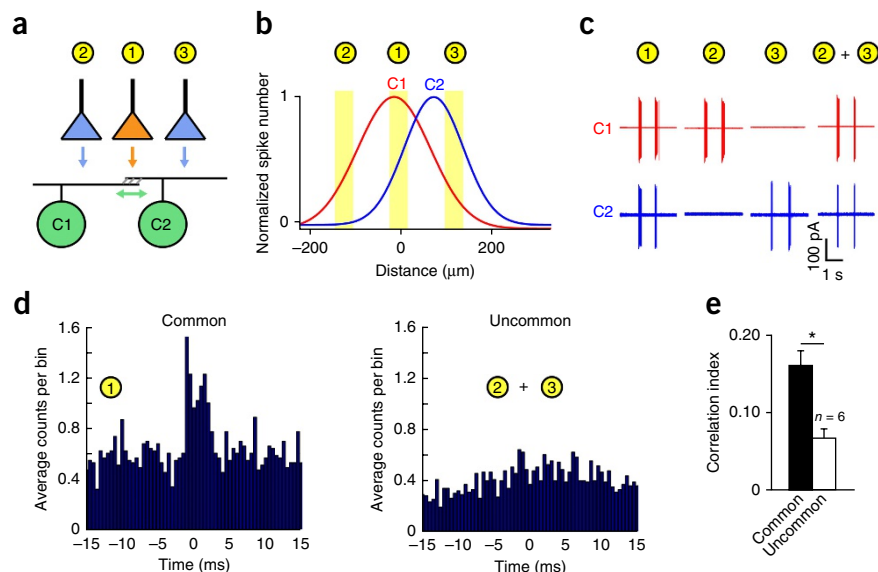 a
2 1 3
C1 C2
b
2 1 3
C1 C2
Normalized spike number
1
0
−200 0 200
Distance (µm)
c
1 2 3 2 + 3
C1
C2
100 pA
1 s
d
Common
1
Average counts per bin
1.6
1.2
0.8
0.4
0
−15 −10 −5 0 5 10 15
Time (ms)
Uncommon
2 + 3
Average counts per bin
1.6
1.2
0.8
0.4
0
−15 −10 −5 0 5 10 15
Time (ms)
e
Correlation index
0.20
0.10
0
*
n = 6
Common
Uncommon